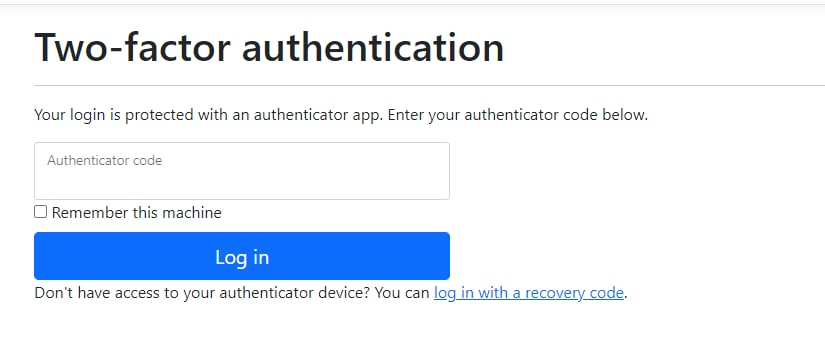 Two-factor authentication
Your login is protected with an authenticator app. Enter your authenticator code below.
Authenticator code
Remember this machine
Log in
Don't have access to your authenticator device? You can log in with a recovery code.